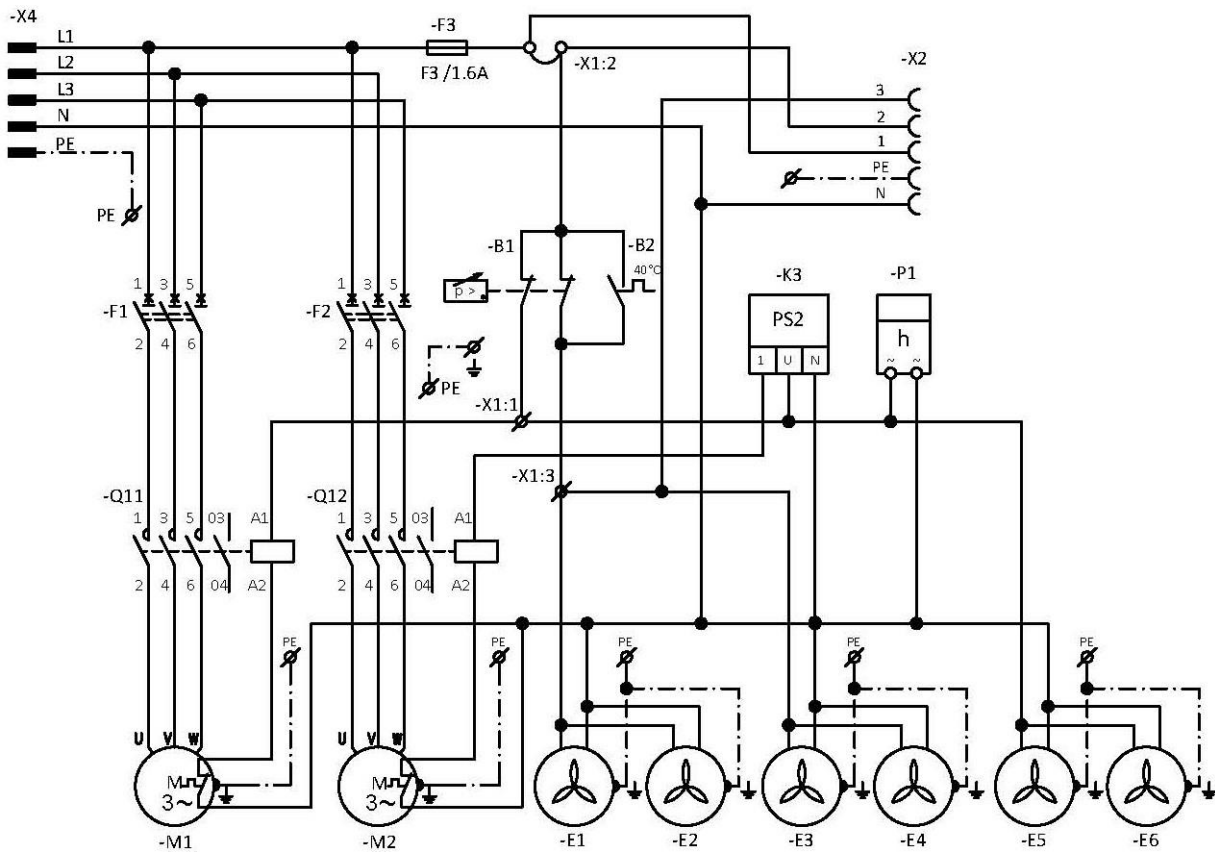 -X4
L1
-F3
L2
F3 /1.6A
-X1:2
-X2
L3
3
N
2
PE
1
PE
N
PE
-B1
-B2
40°C
-K3
-P1
1 3 5
1 3 5
p >
PS2
-F1
-F2
h
2 4 6
2 4 6
1 U N
~ ~
PE
-X1:1
-X1:3
-Q11
-Q12
1 3 5 03 A1
1 3 5 03 A1
2 4 6 04 A2
2 4 6 04 A2
PE
PE
PE
PE
PE
U V W
U V W
M
3~
M
3~
-M1
-M2
-E1
-E2
-E3
-E4
-E5
-E6